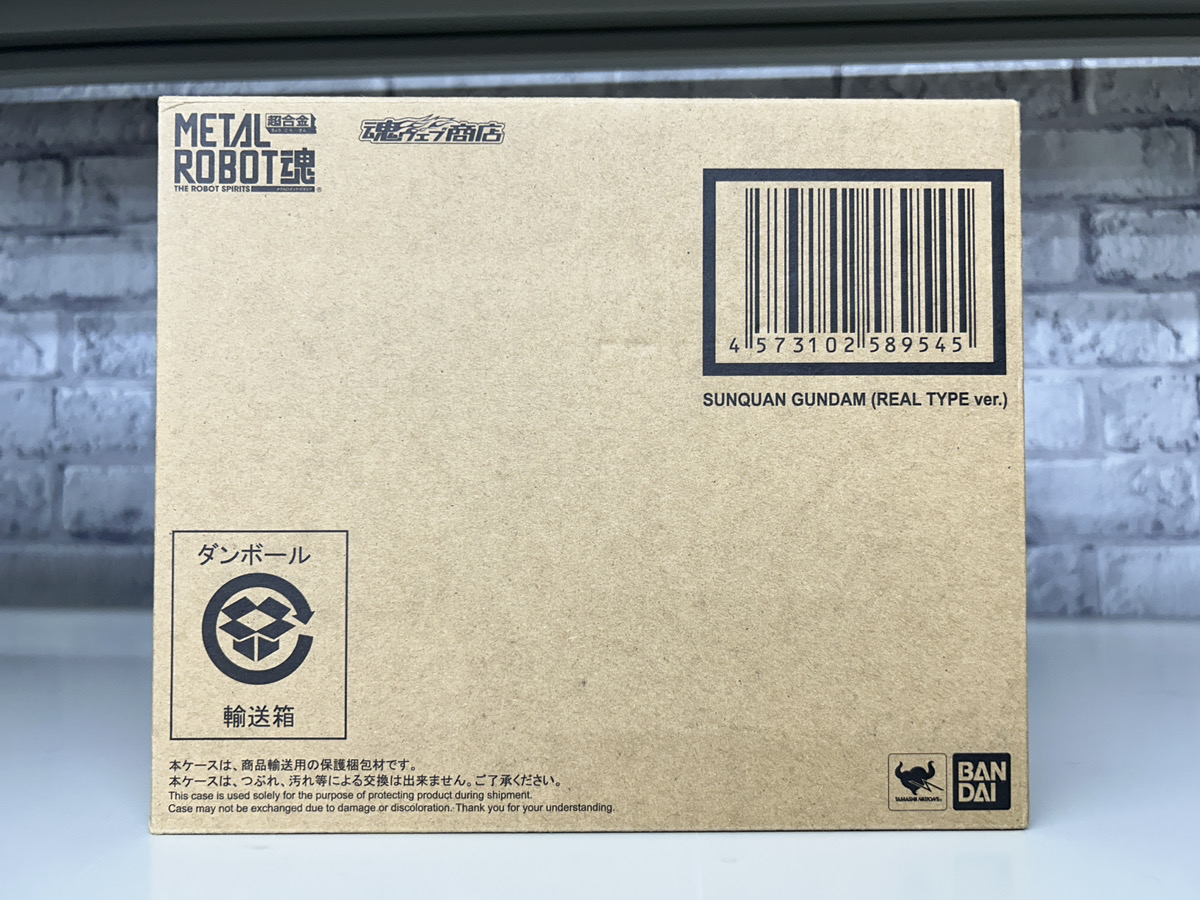 METAL 超合金
ROBOT魂
THE ROBOT SPIRITS
魂ウェブ商店
4 573102 589545
SUNQUAN GUNDAM (REAL TYPE ver.)
ダンボール
輸送箱
本ケースは、商品輸送用の保護梱包材です。
本ケースは、つぶれ、汚れ等による交換は出来ません。ご了承ください。
This case is used solely for the purpose of protecting product during shipment.
Case may not be exchanged due to damage or discoloration. Thank you for your understanding.
TAMASHII NATIONS
BAN
DAI